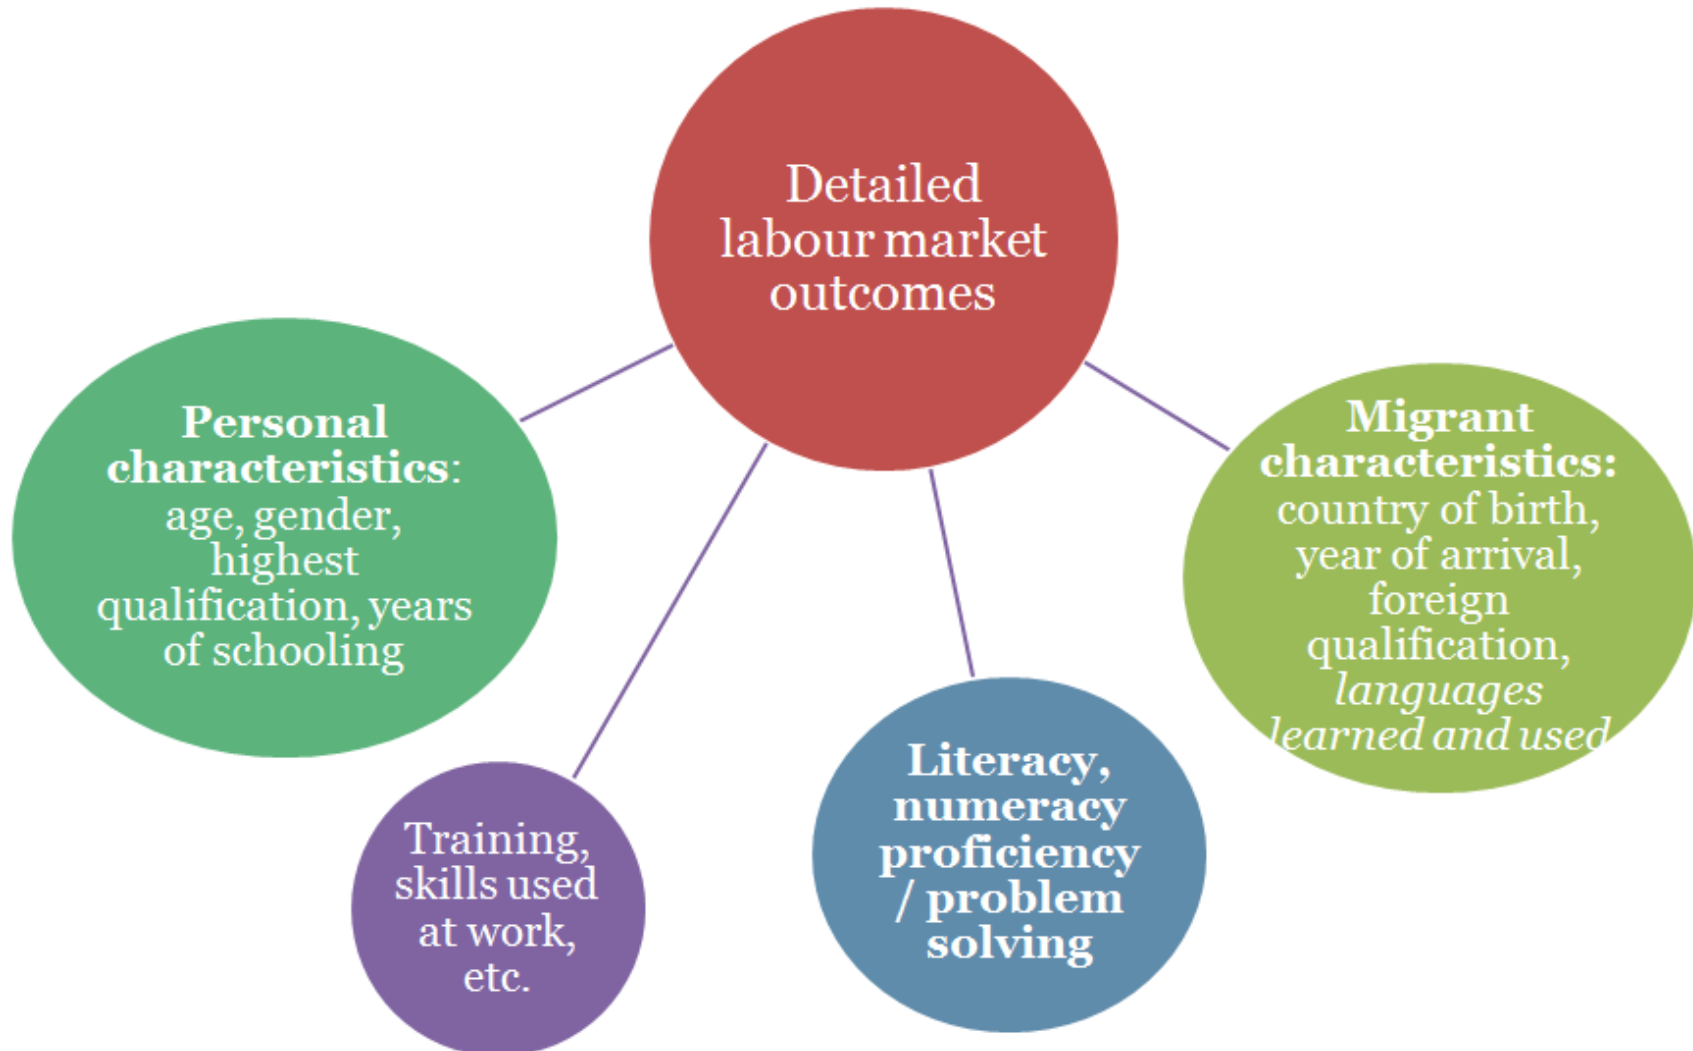 Detailed
labour market
outcomes
Personal
characteristics:
age, gender,
highest
qualification, years
of schooling
Migrant
characteristics:
country of birth,
year of arrival,
foreign
qualification,
languages
learned and used
Training,
skills used
at work,
etc.
Literacy,
numeracy
proficiency
/ problem
solving